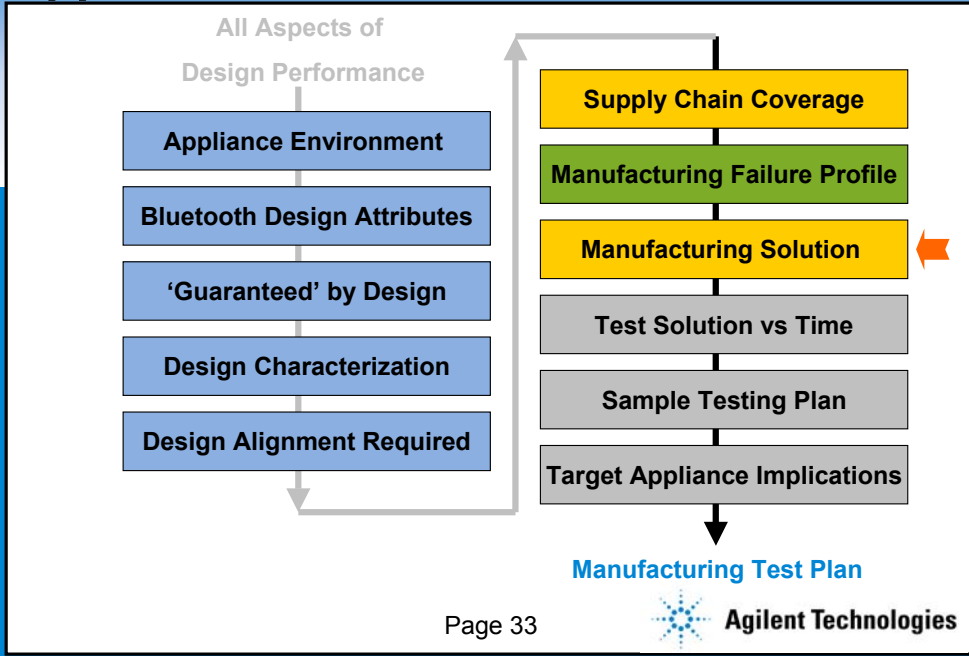 All Aspects of
Design Performance
Appliance Environment
Bluetooth Design Attributes
‘Guaranteed’ by Design
Design Characterization
Design Alignment Required
Supply Chain Coverage
Manufacturing Failure Profile
Manufacturing Solution
Test Solution vs Time
Sample Testing Plan
Target Appliance Implications
Manufacturing Test Plan
Page 33
Agilent Technologies